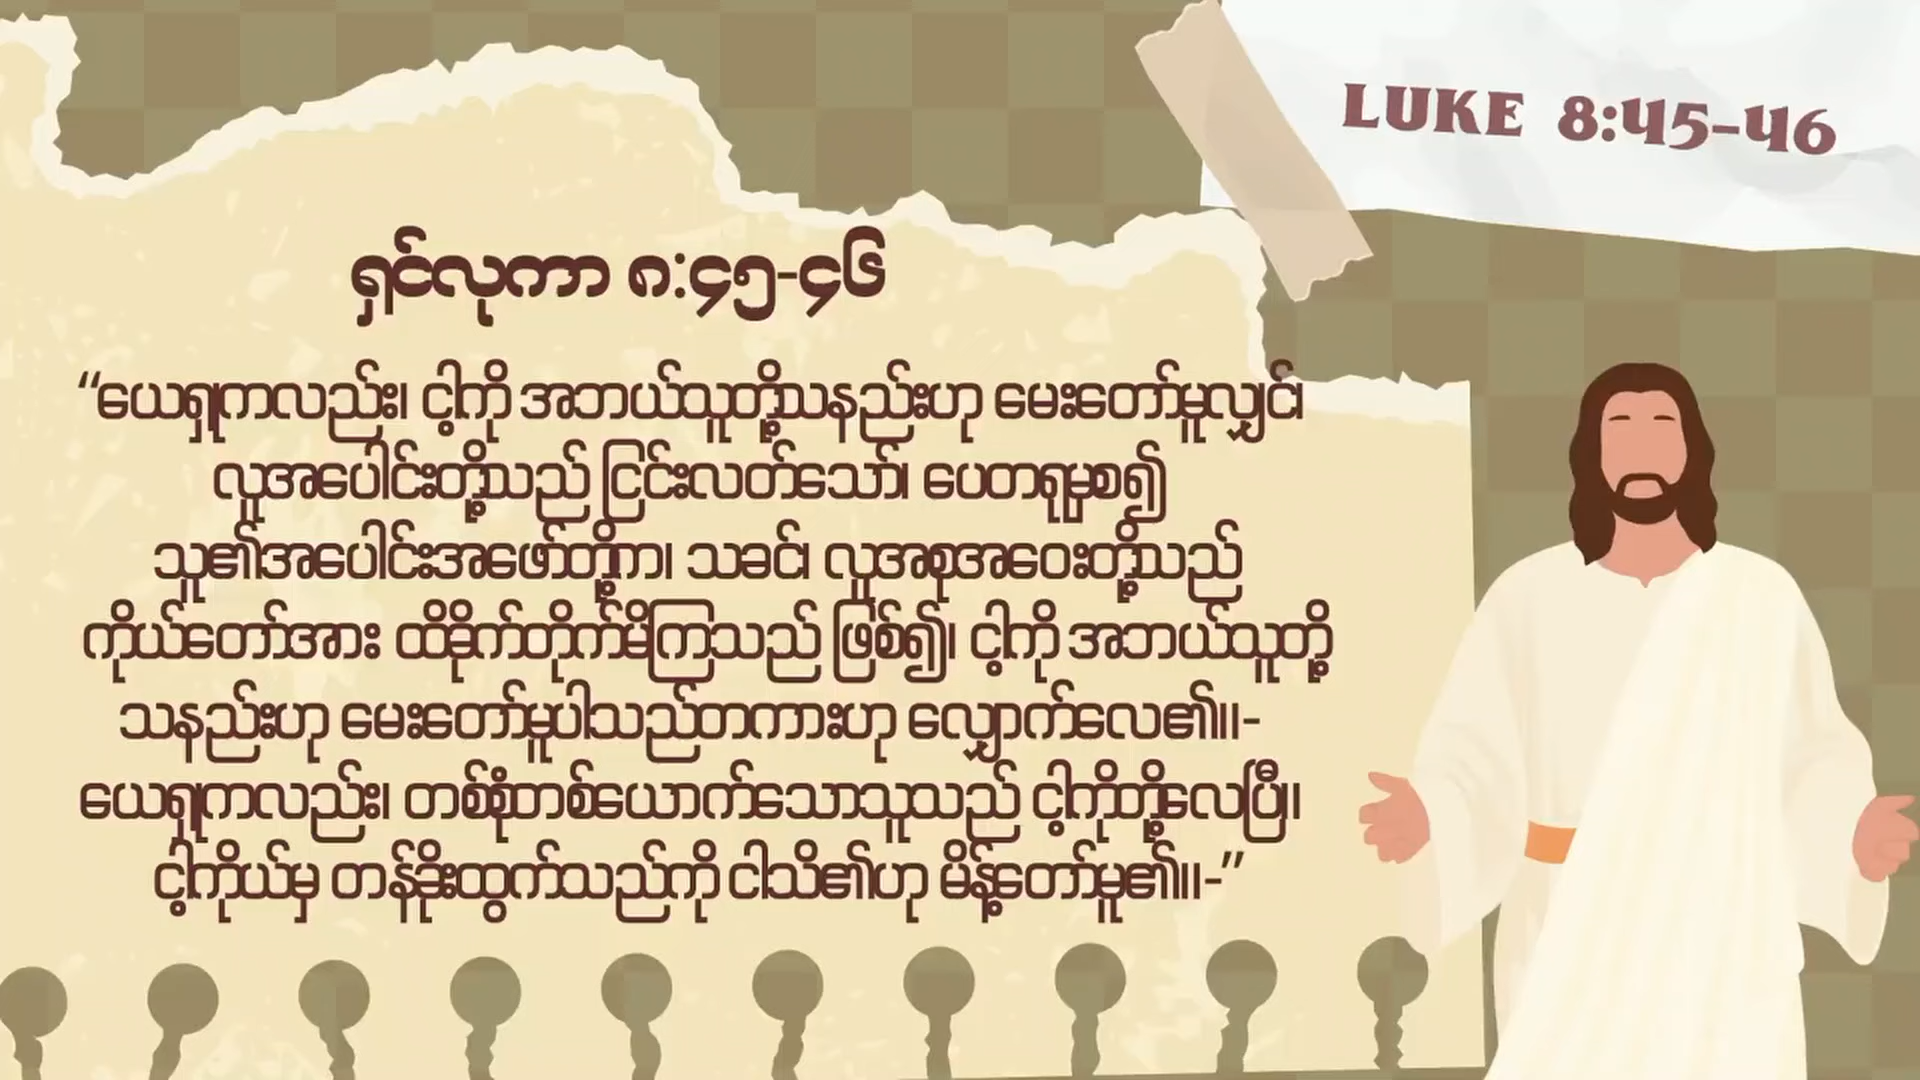 LUKE 8:45-46
ရှင်လုကာ ၈:၄၅-၄၆
“ယေရှုကလည်း၊ ငါ့ကို အဘယ်သူတို့သနည်းဟု မေးတော်မူလျှင်၊
လူအပေါင်းတို့သည် ငြင်းလတ်သော်၊ ပေတရုမှစ၍
သူ၏အပေါင်းအဖော်တို့က၊ သခင်၊ လူအစုအဝေးတို့သည်
ကိုယ်တော်အား ထိခိုက်တိုက်မိကြသည် ဖြစ်၍၊ ငါ့ကို အဘယ်သူတို့
သနည်းဟု မေးတော်မူပါသည်တကားဟု လျှောက်လေ၏။-
ယေရှုကလည်း၊ တစ်စုံတစ်ယောက်သောသူသည် ငါ့ကိုတို့လေပြီ။
ငါ့ကိုယ်မှ တန်ခိုးထွက်သည်ကို ငါသိ၏ဟု မိန့်တော်မူ၏။-”